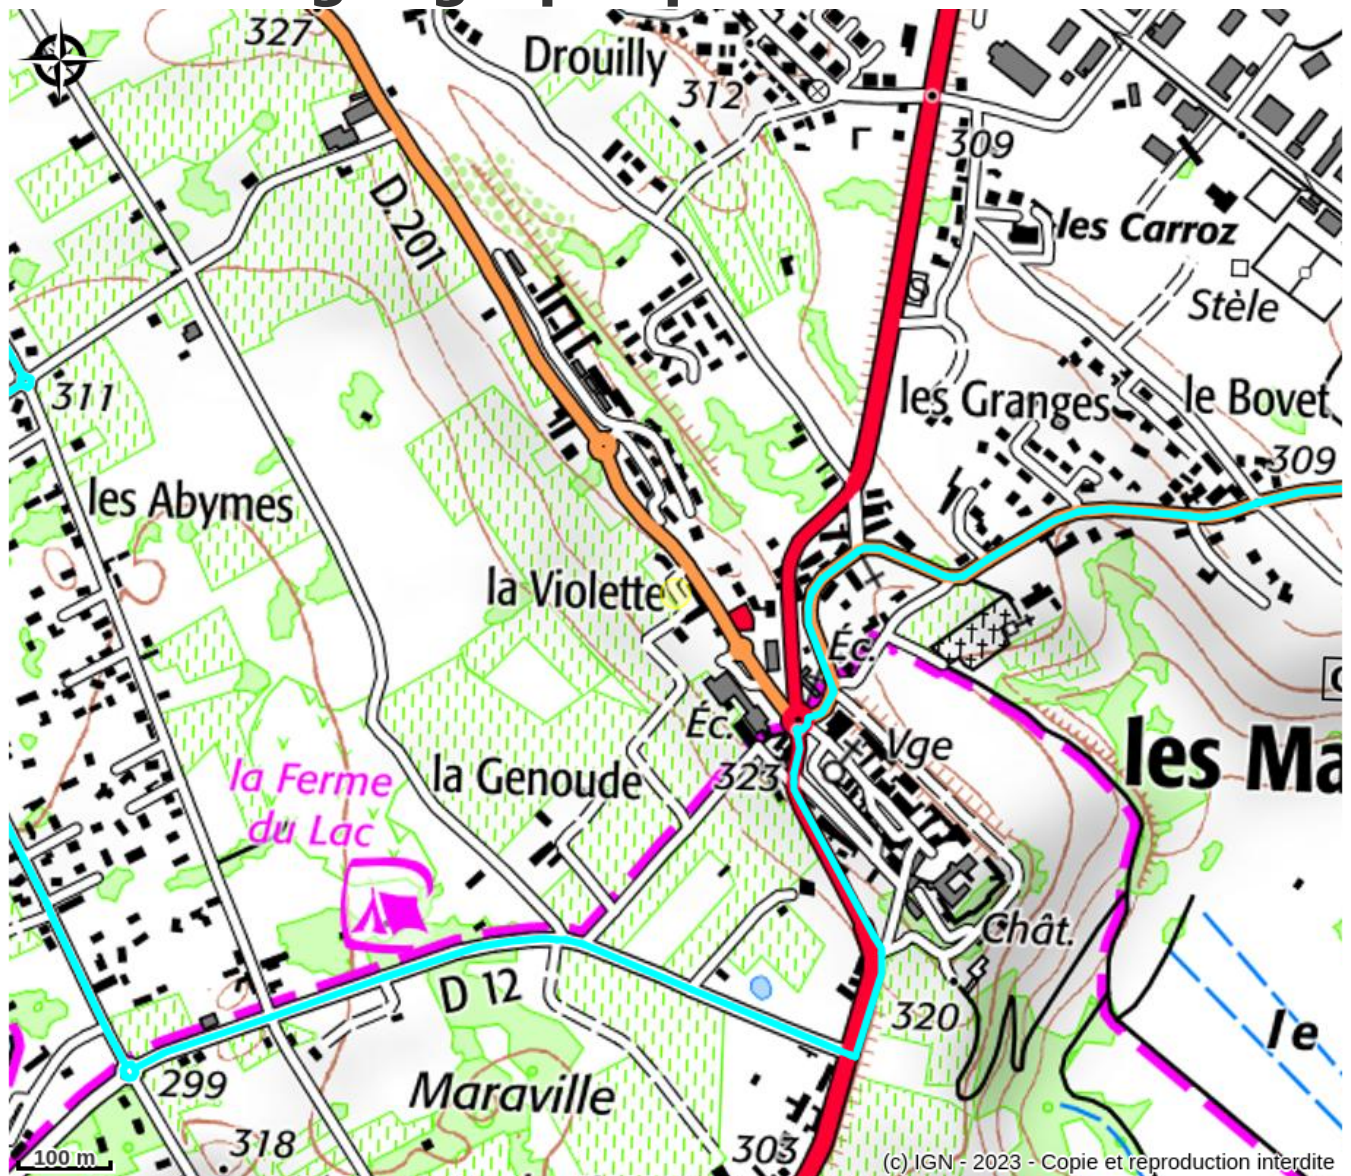 327
Drouilly
312
309
D.201
les Carroz
Stèle
311
les Granges
le Bovet
309
les Abymes
la Violette
Éc.
Éc.
Vge
les Ma
la Ferme
du Lac
la Genoude
323
Chât.
D 12
320
le
299
Maraville
318
303
100 m
(c) IGN - 2023 - Copie et reproduction interdite